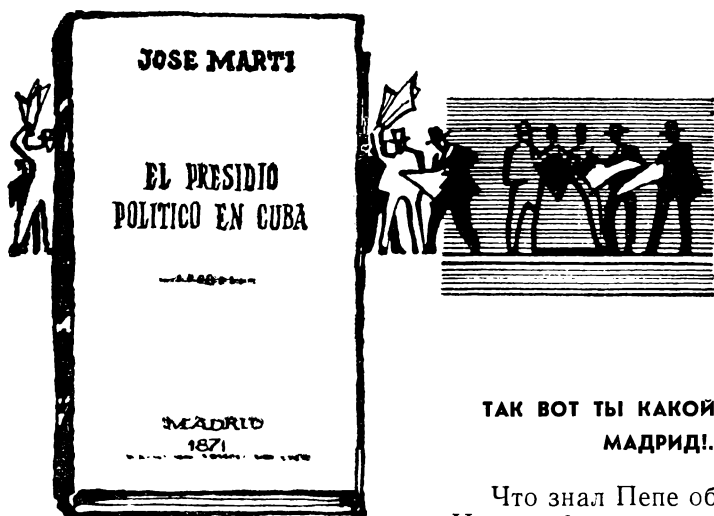 JOSE MARTI
EL PRESIDIO
POLITICO EN CUBA
MADRID
1871
ТАК ВОТ ТЫ КАКОЙ
МАДРИД!.
Что знал Пепе об